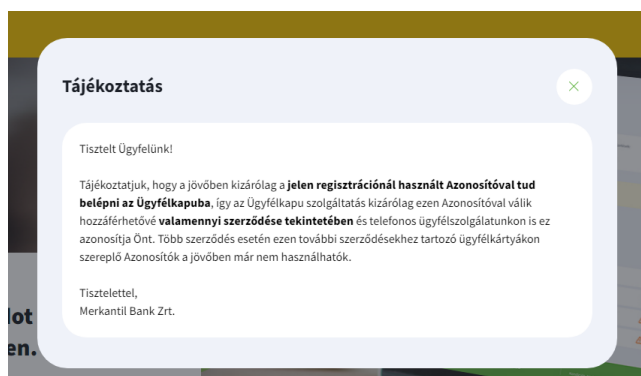 Tájékoztatás
Tisztelt Ügyfelünk!
Tájékoztatjuk, hogy a jövőben kizárólag a jelen regisztrációnál használt Azonosítóval tud
belépni az Ügyfélkapuba, így az Ügyfélkapu szolgáltatás kizárólag ezen Azonosítóval válik
hozzáférhetővé valamennyi szerződése tekintetében és telefonos ügyfélszolgálatunkon is ez
azonosítja Önt. Több szerződés esetén ezen további szerződésekhez tartozó ügyfélkártyákon
szereplő Azonosítók a jövőben már nem használhatók.
Tisztelettel,
Merkantil Bank Zrt.
lot
en.